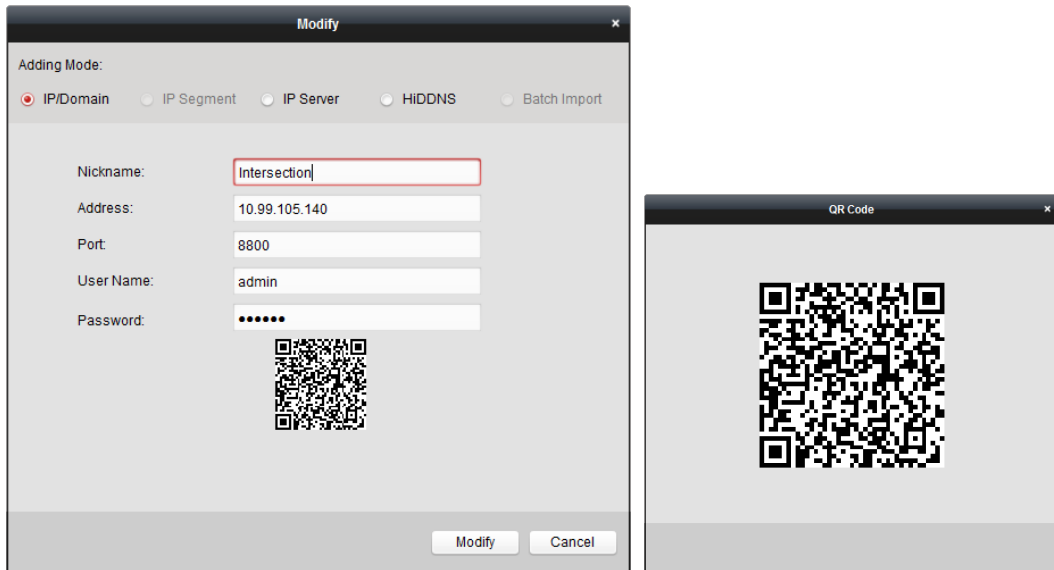 Modify ×
Adding Mode:
IP/Domain IP Segment IP Server HiDDNS Batch Import
Nickname: Intersection
Address: 10.99.105.140
Port: 8800
User Name: admin
Password: ●●●●●●
Modify Cancel
QR Code ×